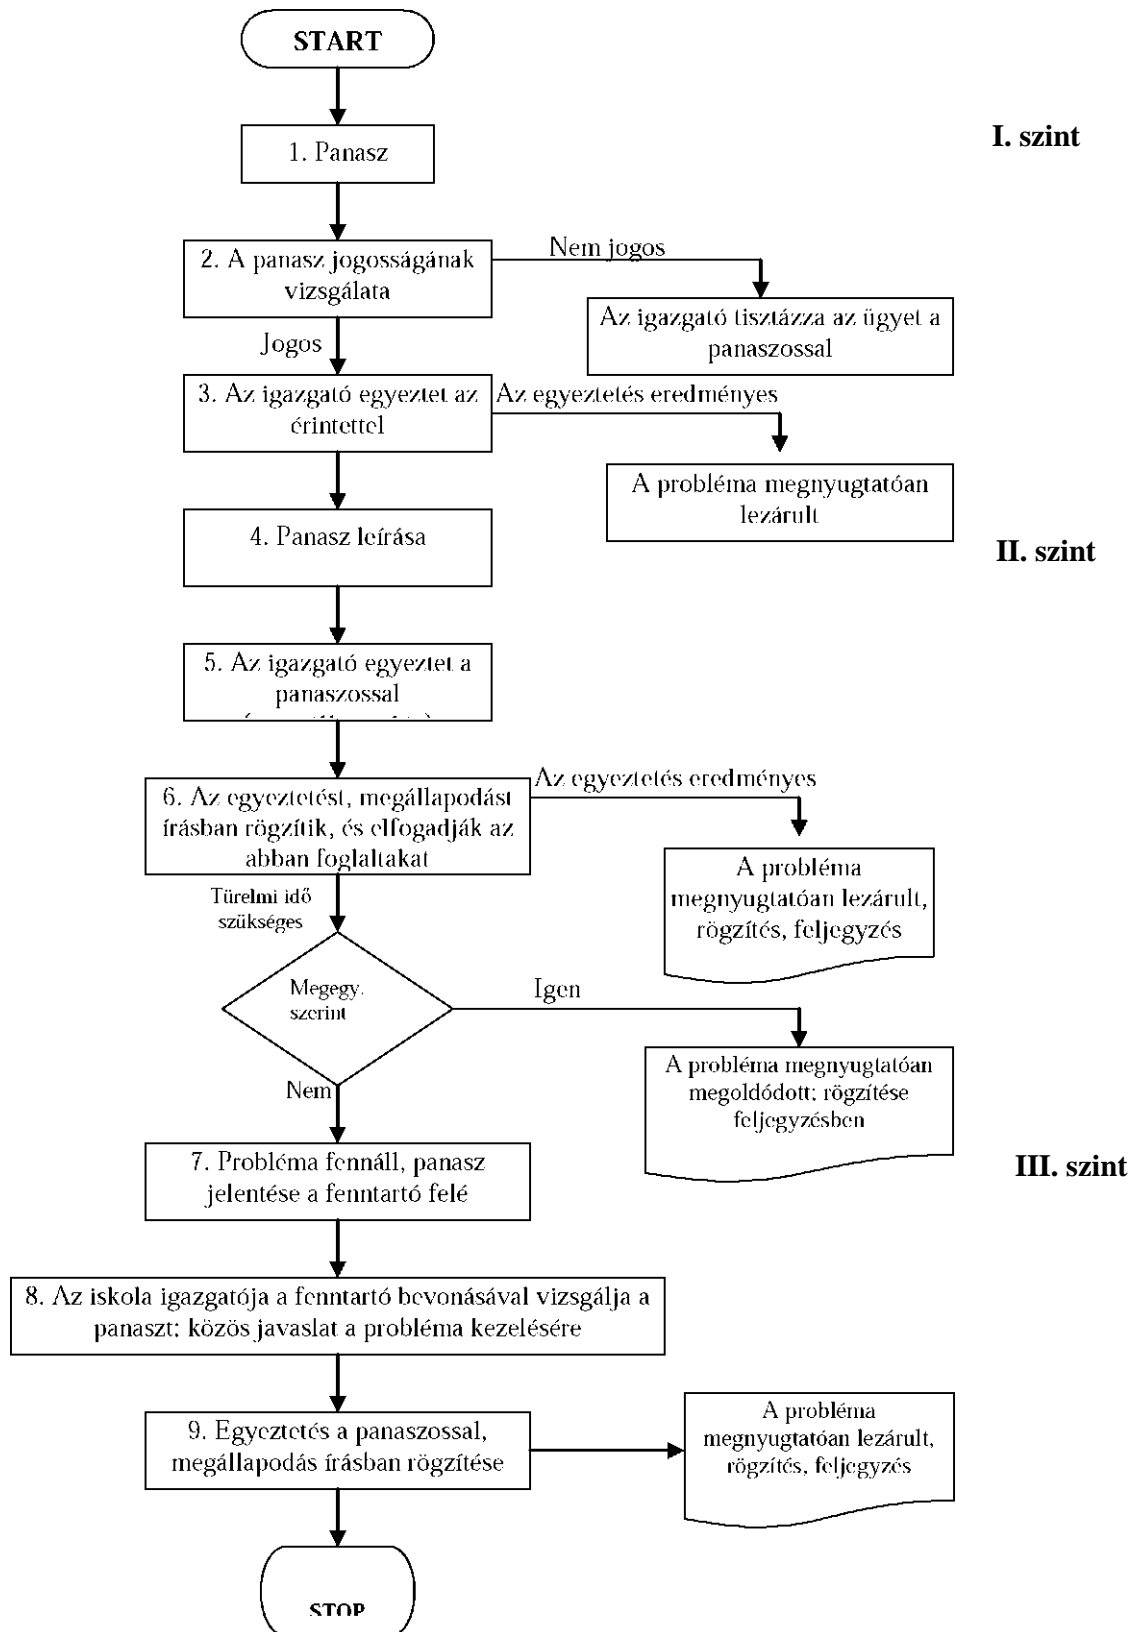 START
I. szint
1. Panasz
2. A panasz jogosságának
vizsgálata
Nem jogos
Az igazgató tisztázza az ügyet a
panaszossal
Jogos
3. Az igazgató egyeztet az
érintettel
Az egyeztetés eredményes
A probléma megnyugtatóan
lezárult
4. Panasz leírása
II. szint
5. Az igazgató egyeztet a
panaszossal
6. Az egyeztetést, megállapodást
írásban rögzítik, és elfogadják az
abban foglaltakat
Az egyeztetés eredményes
A probléma
megnyugtatóan lezárult,
rögzítés, feljegyzés
Türelmi idő
szükséges
Megegy.
szerint
Igen
A probléma megnyugtatóan
megoldódott; rögzítése
feljegyzésben
Nem
7. Probléma fennáll, panasz
jelentése a fenntartó felé
III. szint
8. Az iskola igazgatója a fenntartó bevonásával vizsgálja a
panaszt; közös javaslat a probléma kezelésére
9. Egyeztetés a panaszossal,
megállapodás írásban rögzítése
A probléma
megnyugtatóan lezárult,
rögzítés, feljegyzés
STOP